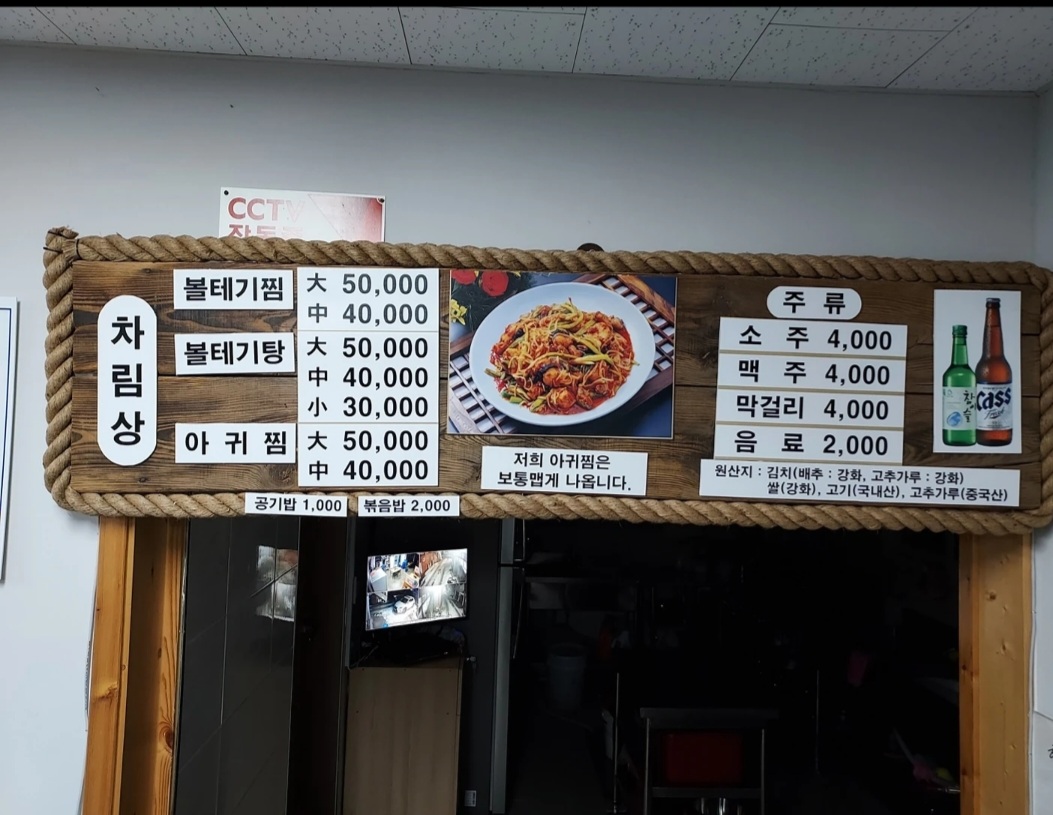 CCTV
차림상
볼테기찜 大 50,000
中 40,000
볼테기탕 大 50,000
中 40,000
小 30,000
아귀찜 大 50,000
中 40,000
공기밥 1,000 볶음밥 2,000
저희 아귀찜은
보통맵게 나옵니다.
주류
소주 4,000
맥주 4,000
막걸리 4,000
음료 2,000
원산지 : 김치(배추 : 강화, 고추가루 : 강화)
쌀(강화), 고기(국내산), 고추가루(중국산)
참이슬
Cass
Fresh